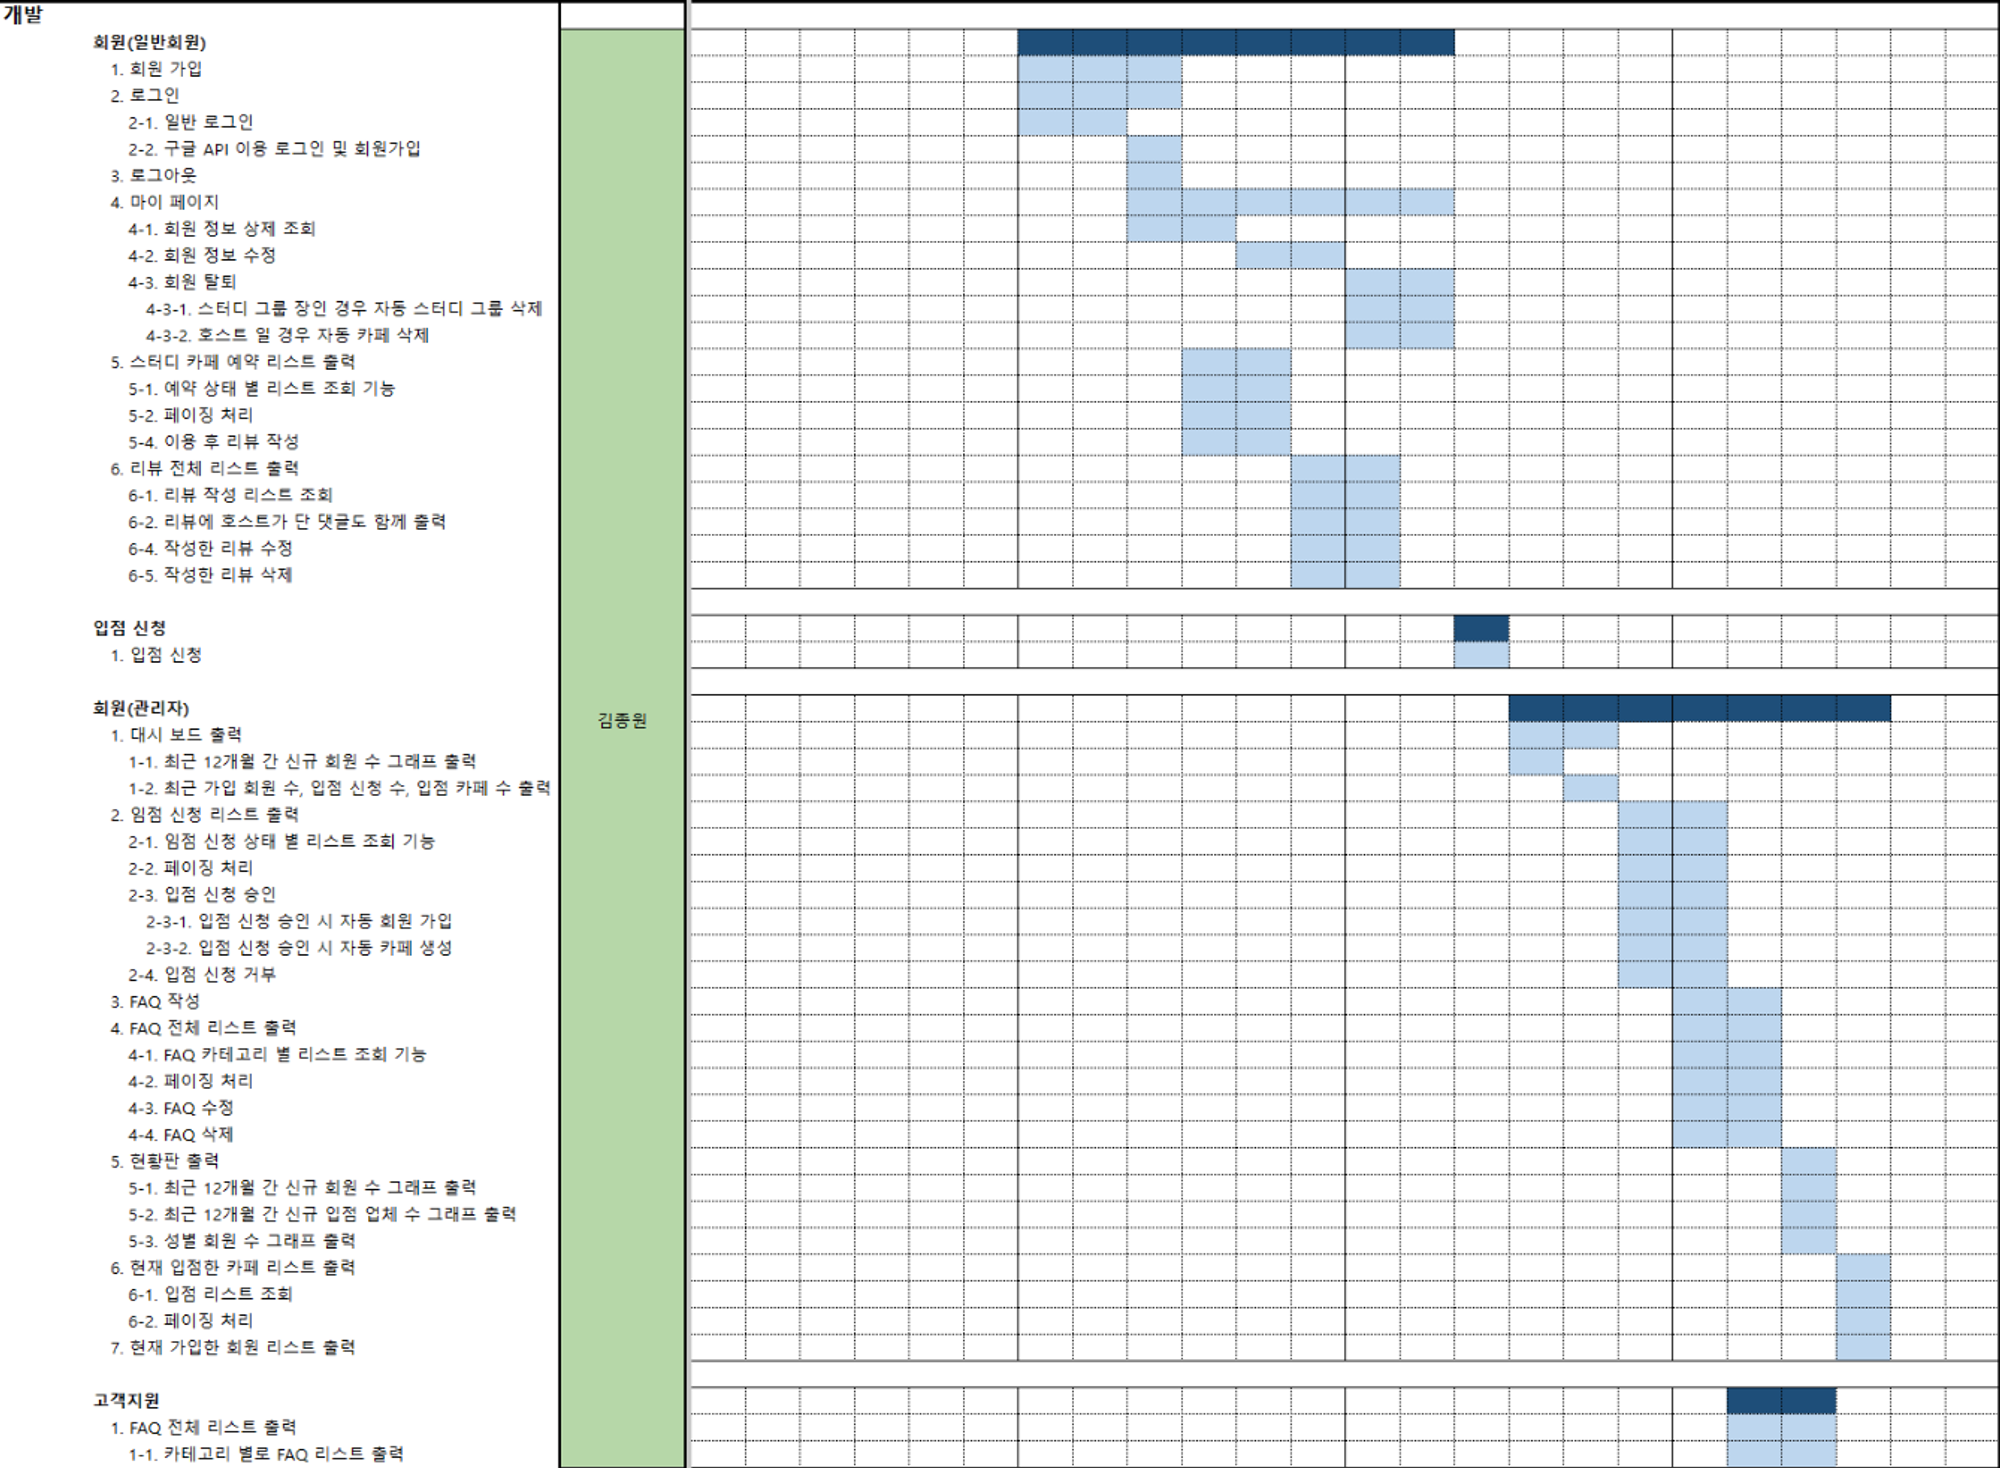 개발
회원(일반회원)
1. 회원 가입
2. 로그인
2-1. 일반 로그인
2-2. 구글 API 이용 로그인 및 회원가입
3. 로그아웃
4. 마이 페이지
4-1. 회원 정보 상제 조회
4-2. 회원 정보 수정
4-3. 회원 탈퇴
4-3-1. 스터디 그룹 장인 경우 자동 스터디 그룹 삭제
4-3-2. 호스트 일 경우 자동 카페 삭제
5. 스터디 카페 예약 리스트 출력
5-1. 예약 상태 별 리스트 조회 기능
5-2. 페이징 처리
5-4. 이용 후 리뷰 작성
6. 리뷰 전체 리스트 출력
6-1. 리뷰 작성 리스트 조회
6-2. 리뷰에 호스트가 단 댓글도 함께 출력
6-4. 작성한 리뷰 수정
6-5. 작성한 리뷰 삭제
입점 신청
1. 입점 신청
회원(관리자)
김종원
1. 대시 보드 출력
1-1. 최근 12개월 간 신규 회원 수 그래프 출력
1-2. 최근 가입 회원 수, 입점 신청 수, 입점 카페 수 출력
2. 임점 신청 리스트 출력
2-1. 임점 신청 상태 별 리스트 조회 기능
2-2. 페이징 처리
2-3. 입점 신청 승인
2-3-1. 입점 신청 승인 시 자동 회원 가입
2-3-2. 입점 신청 승인 시 자동 카페 생성
2-4. 입점 신청 거부
3. FAQ 작성
4. FAQ 전체 리스트 출력
4-1. FAQ 카테고리 별 리스트 조회 기능
4-2. 페이징 처리
4-3. FAQ 수정
4-4. FAQ 삭제
5. 현황판 출력
5-1. 최근 12개월 간 신규 회원 수 그래프 출력
5-2. 최근 12개월 간 신규 입점 업체 수 그래프 출력
5-3. 성별 회원 수 그래프 출력
6. 현재 입점한 카페 리스트 출력
6-1. 입점 리스트 조회
6-2. 페이징 처리
7. 현재 가입한 회원 리스트 출력
고객지원
1. FAQ 전체 리스트 출력
1-1. 카테고리 별로 FAQ 리스트 출력